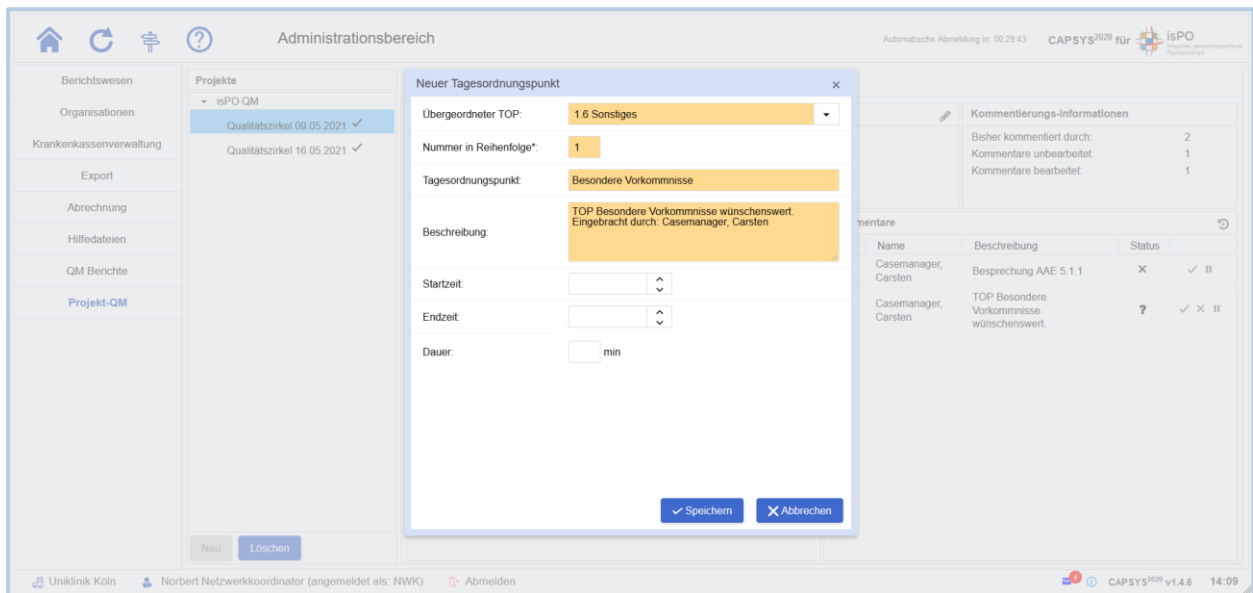 Administrationsbereich
Automatische Abmeldung in: 00:29:43
CAPSYS2020 für
isPO
Berichtswesen
Organisationen
Krankenkassenverwaltung
Export
Abrechnung
Hilfedateien
QM Berichte
Projekt-QM
Projekte
isPO QM
Qualitätszirkel 09.05.2021
Qualitätszirkel 16.05.2021
Neu
Löschen
Neuer Tagesordnungspunkt
Übergeordneter TOP:
1.6 Sonstiges
Nummer in Reihenfolge*:
1
Tagesordnungspunkt:
Besondere Vorkommnisse
Beschreibung:
TOP Besondere Vorkommnisse wünschenswert.
Eingebracht durch: Casemanager, Carsten
Startzeit:
Endzeit:
Dauer:
min
Speichern
Abbrechen
Kommentierungs-Informationen
Bisher kommentiert durch: 2
Kommentare unbearbeitet: 1
Kommentare bearbeitet: 1
mentare
Name Beschreibung Status
Casemanager,
Carsten
Besprechung AAE 5.1.1
Casemanager,
Carsten
TOP Besondere
Vorkommnisse
wünschenswert.
?
Uniklinik Köln
Norbert Netzwerkkoordinator (angemeldet als: NWK)
Abmelden
4
CAPSYS2020 v1.4.6
14:09